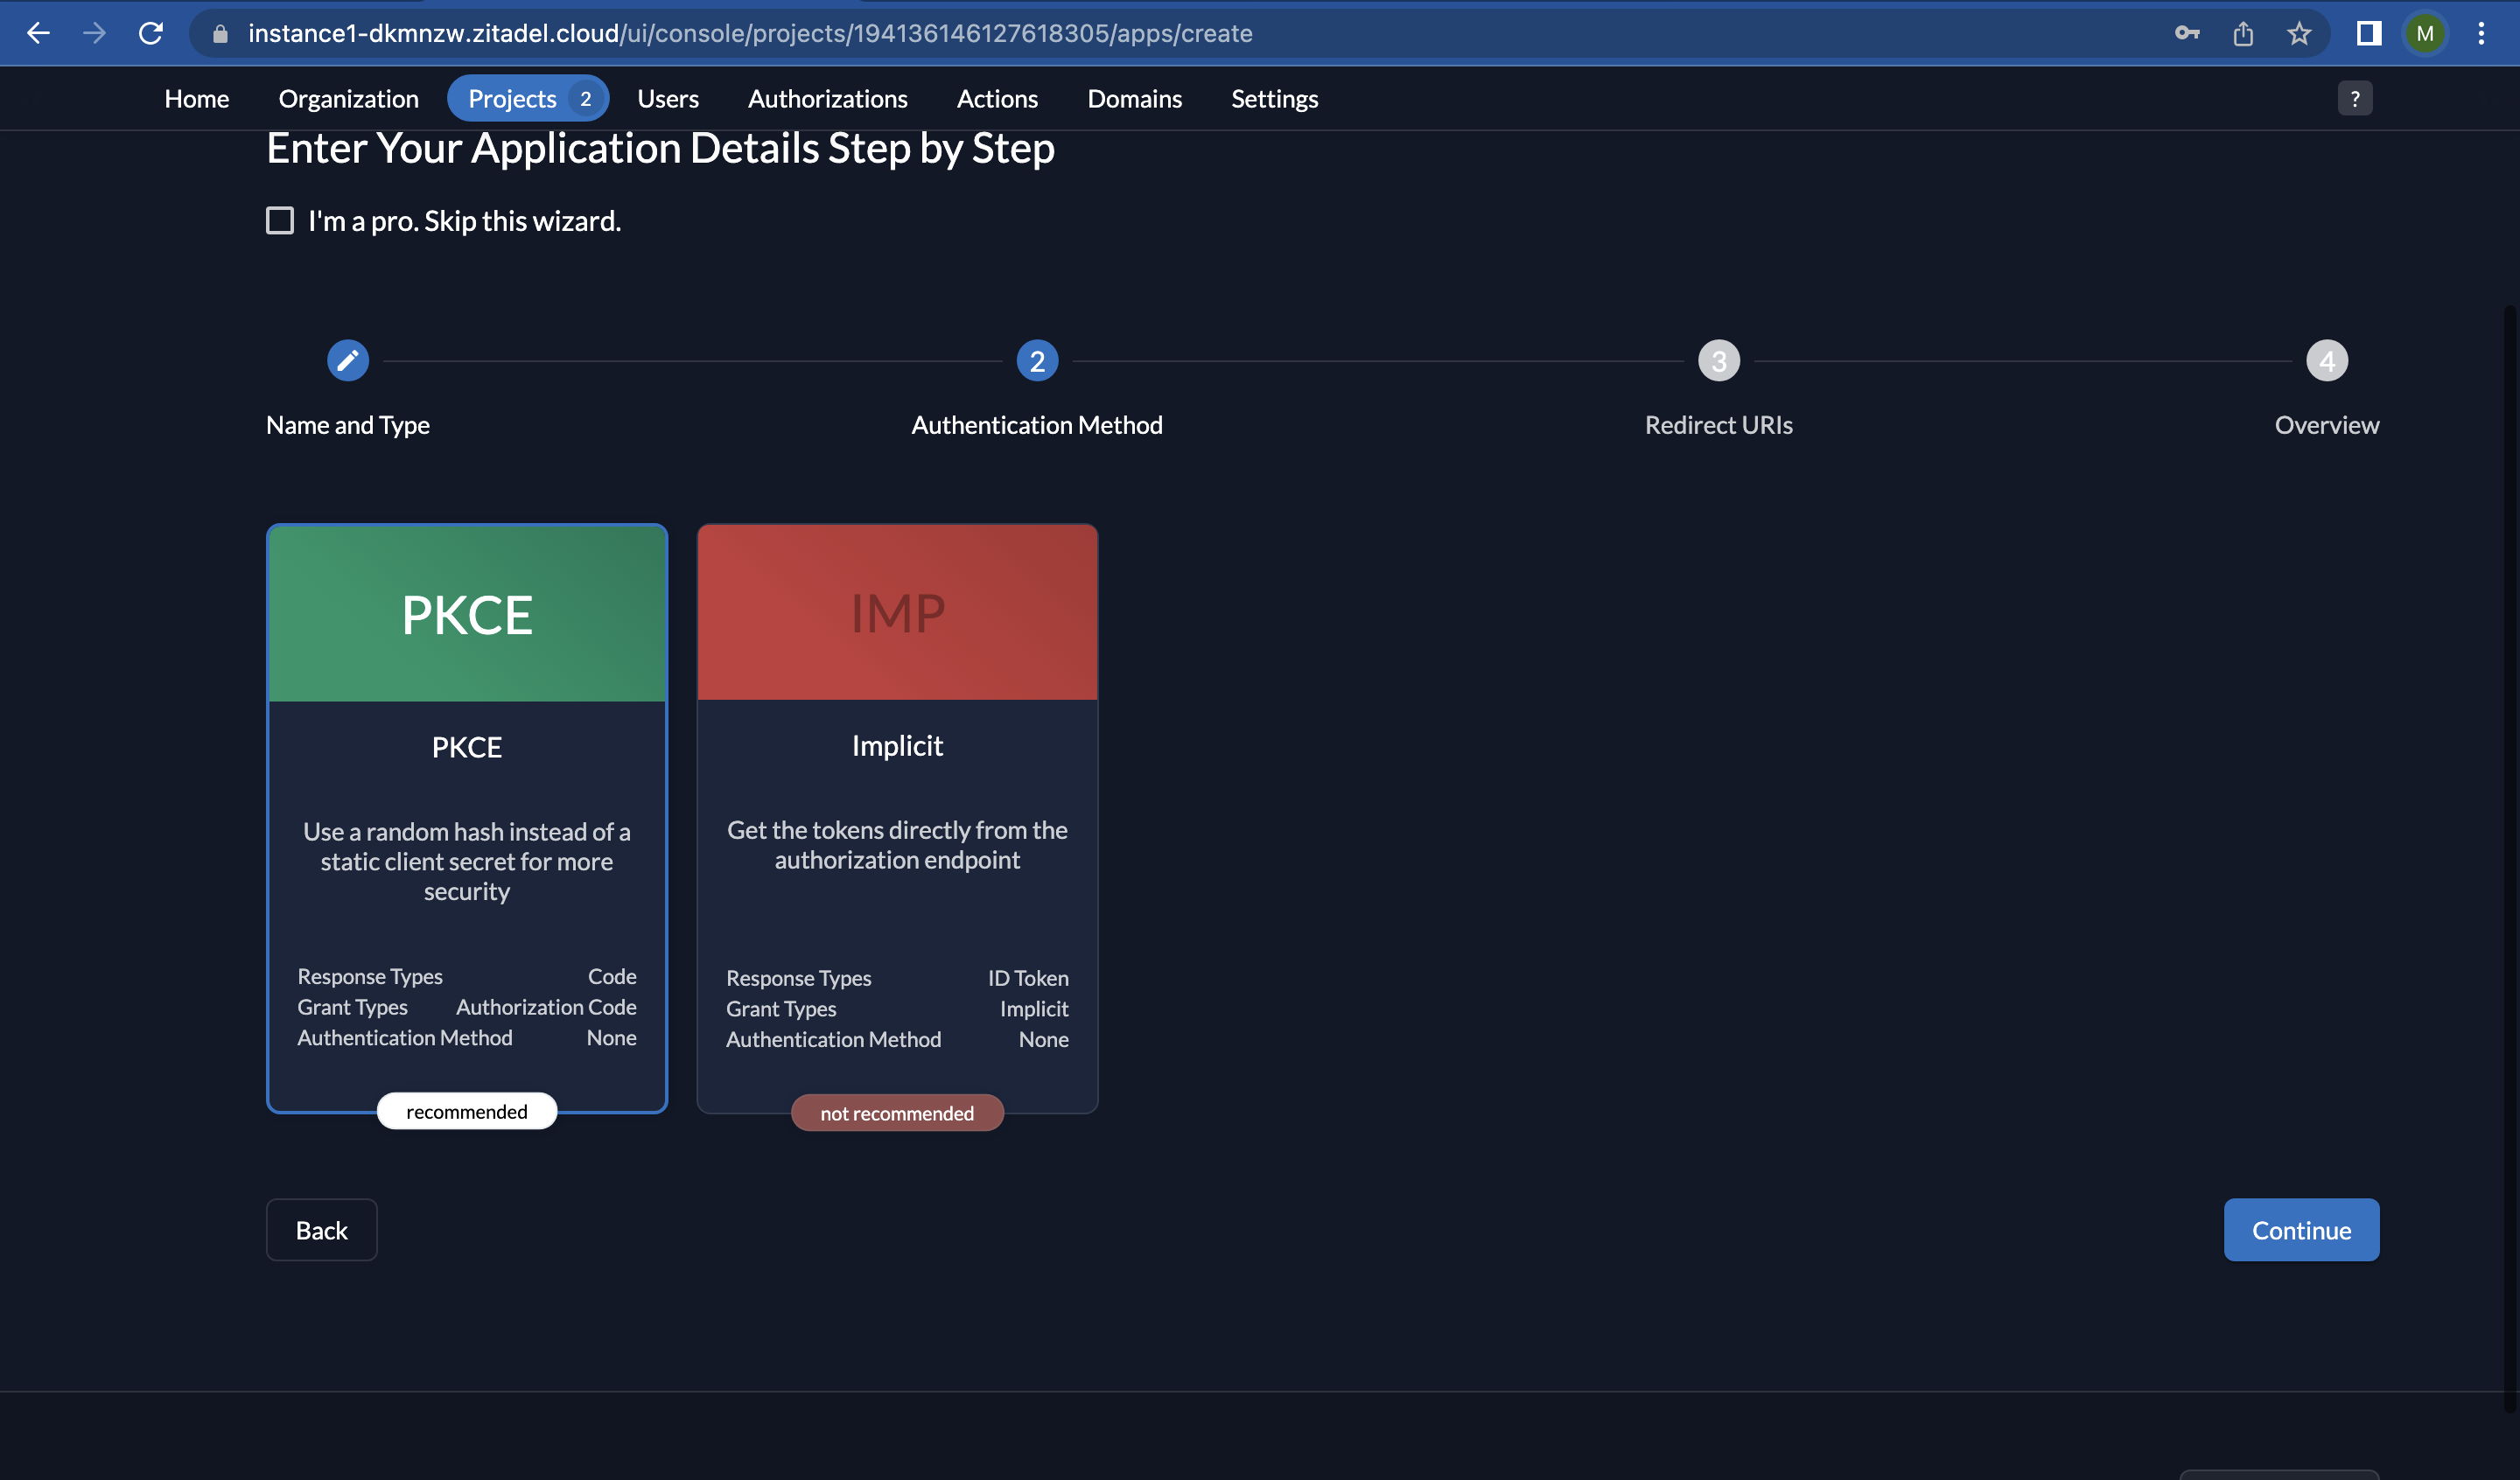 instance1-dkmnzw.zitadel.cloud/ui/console/projects/194136146127618305/apps/create
M
Home Organization Projects 2 Users Authorizations Actions Domains Settings ?
Enter Your Application Details Step by Step
I'm a pro. Skip this wizard.
2 3 4
Name and Type Authentication Method Redirect URIs Overview
PKCE
PKCE
Use a random hash instead of a
static client secret for more
security
Response Types Code
Grant Types Authorization Code
Authentication Method None
recommended
IMP
Implicit
Get the tokens directly from the
authorization endpoint
Response Types ID Token
Grant Types Implicit
Authentication Method None
not recommended
Back Continue